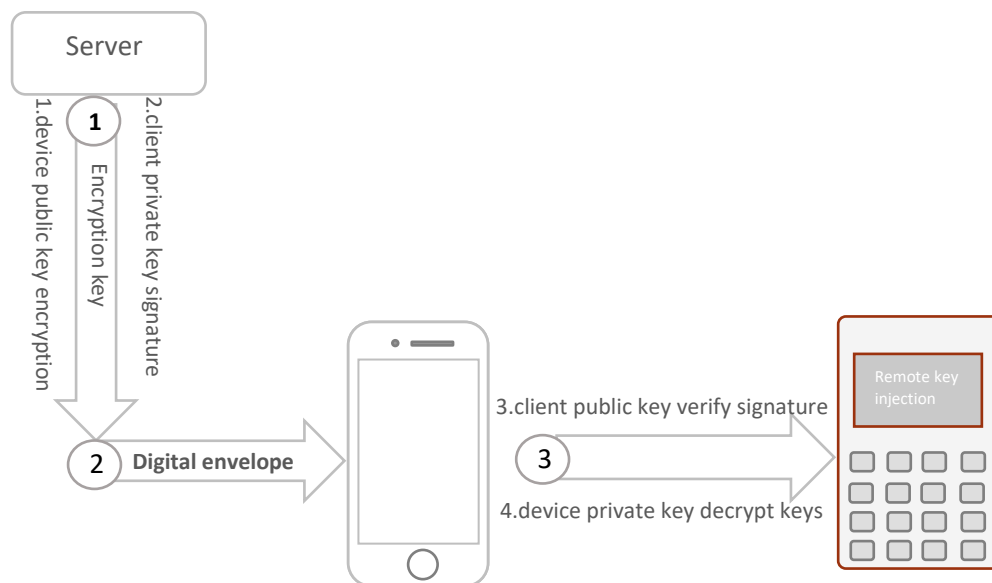 Server
1
1.device public key encryption
Encryption key
2.client private key signature
2
Digital envelope
3.client public key verify signature
3
4.device private key decrypt keys
Remote key
injection